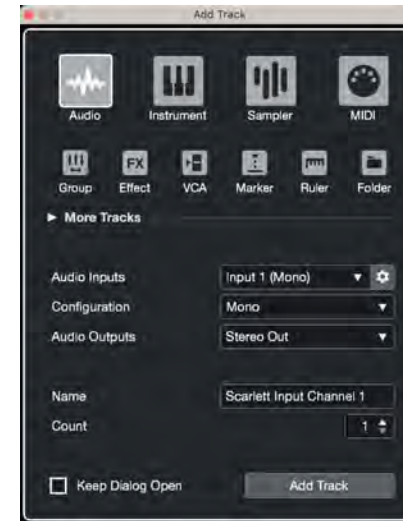 Add Track
Audio Instrument Sampler MIDI
FX
Group Effect VCA Marker Ruler Folder
▶ More Tracks
Audio Inputs Input 1 (Mono)
Configuration Mono
Audio Outputs Stereo Out
Name Scarlett Input Channel 1
Count 1
Keep Dialog Open Add Track